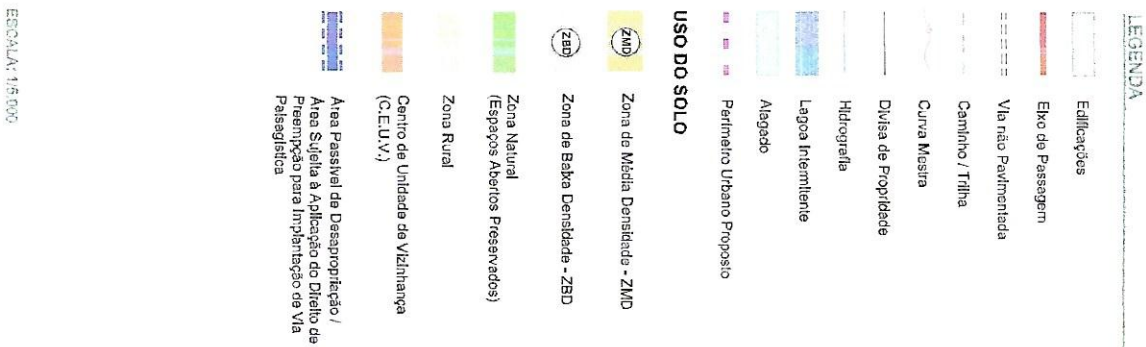 LEGENDA
Edificações
Eixo de Passagem
Via não Pavimentada
Caminho / Trilha
Curva Mestra
Divisa de Propridade
Hidrografia
Lagoa Intermitente
Alagado
Perímetro Urbano Proposto
USO DO SOLO
ZMD
Zona de Média Densidade - ZMD
ZBD
Zona de Baixa Densidade - ZBD
Zona Natural
(Espaços Abertos Preservados)
Zona Rural
Centro de Unidade de Vizinhança
(C.E.U.V.)
Área Passível de Desapropriação /
Área Sujeita à Aplicação do Direito de
Preempção para Implantação de Via
Paisagística
ESCALA: 1/5.000